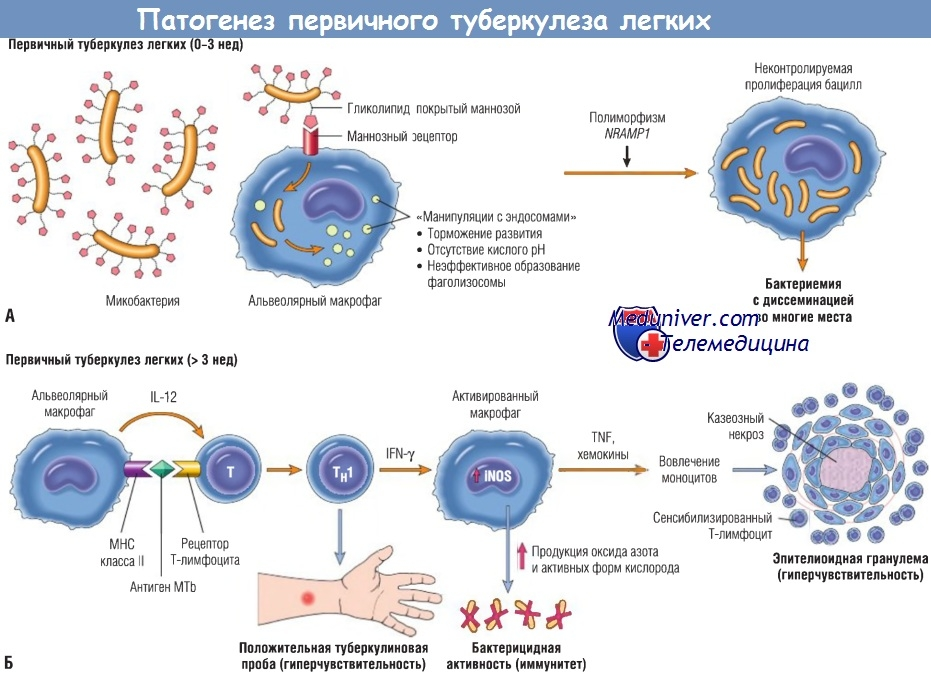 Патогенез первичного туберкулеза легких
Первичный туберкулез легких (0–3 нед)
Гликолипид покрытый маннозой
Маннозный рецептор
«Манипуляции с эндосомами»
• Торможение развития
• Отсутствие кислого pH
• Неэффективное образование
фаголизосомы
Микобактерия
Альвеолярный макрофаг
Полиморфизм
NRAMP1
Неконтролируемая
пролиферация бацилл
Бактериемия
с диссеминацией
во многие места
А
Meduniver.com
Телемедицина
Первичный туберкулез легких (> 3 нед)
Альвеолярный
макрофаг
IL-12
T
MHC
класса II
Антиген MTb
Рецептор
Т-лимфоцита
TH1
IFN-γ
Активированный
макрофаг
iNOS
TNF,
хемокины
Вовлечение
моноцитов
Казеозный
некроз
Сенсибилизированный
Т-лимфоцит
Эпителиоидная гранулема
(гиперчувствительность)
Продукция оксида азота
и активных форм кислорода
Положительная туберкулиновая
проба (гиперчувствительность)
Бактерицидная
активность (иммунитет)
Б